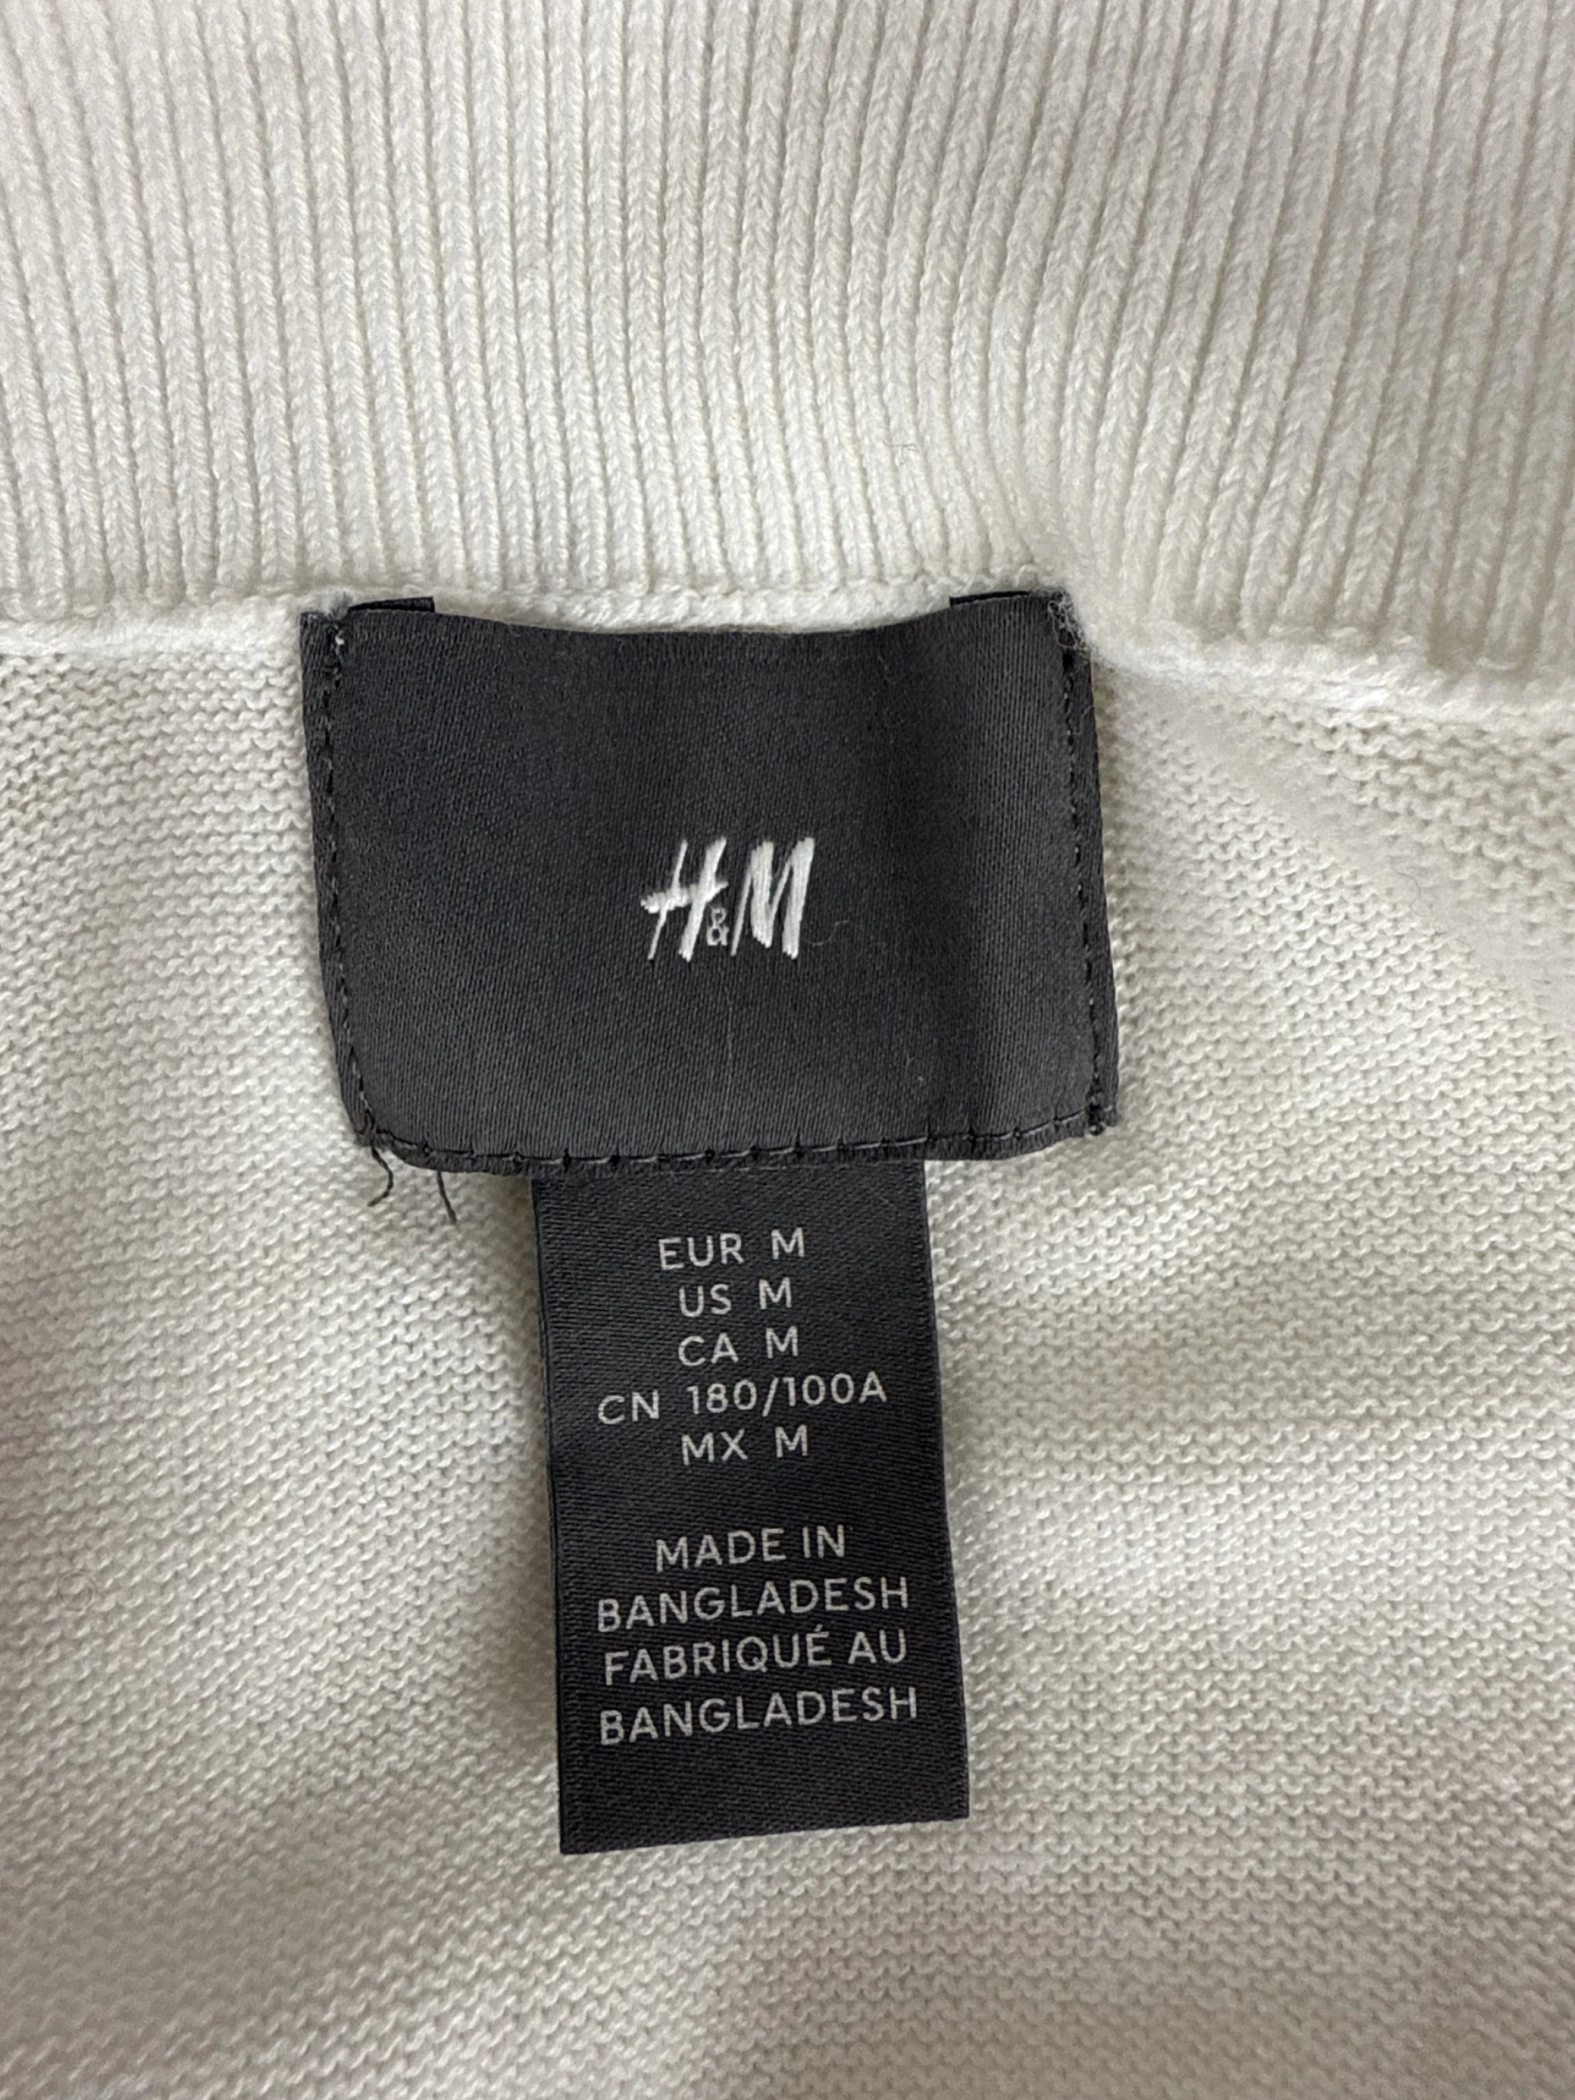 H&M
EUR M
US M
CA M
CN 180/100A
MX M
MADE IN
BANGLADESH
FABRIQUÉ AU
BANGLADESH